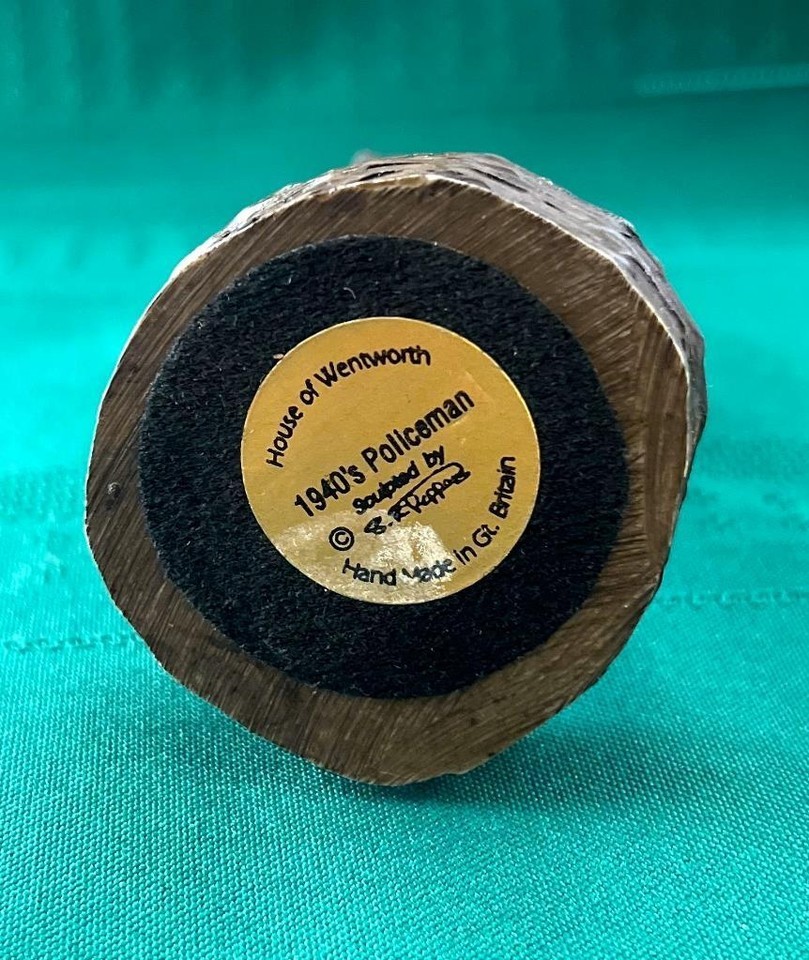 House of Wentworth
1940's Policeman
Sculpted by
©
Hand Made in Gt. Britain